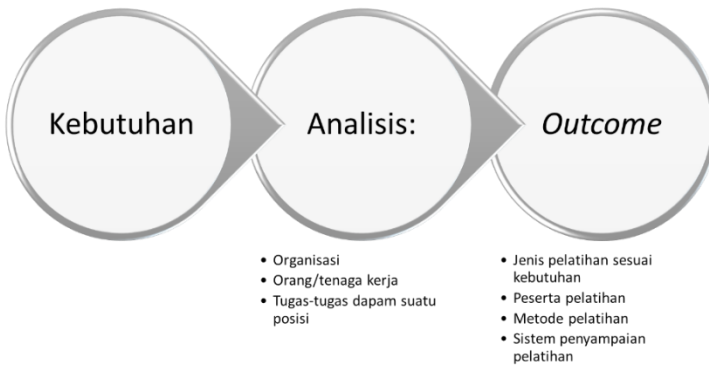 Kebutuhan
Analisis:
• Organisasi
• Orang/tenaga kerja
• Tugas-tugas dapam suatu
posisi
Outcome
• Jenis pelatihan sesuai
kebutuhan
• Peserta pelatihan
• Metode pelatihan
• Sistem penyampaian
pelatihan